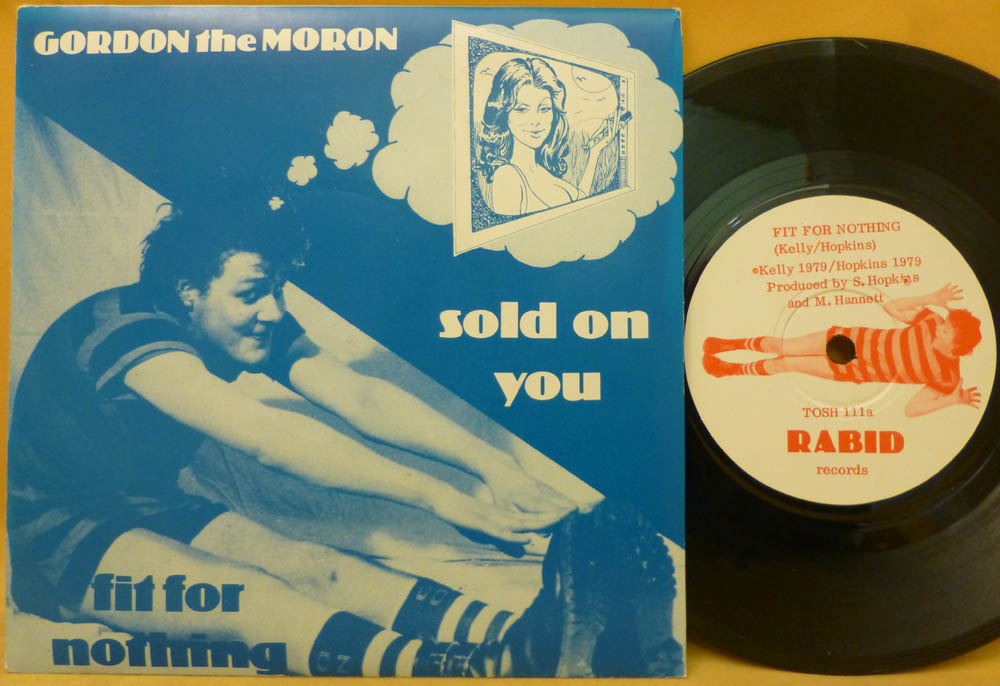 GORDON the MORON
sold on
you
fit for
nothing
FIT FOR NOTHING
(Kelly/Hopkins)
©Kelly 1979/Hopkins 1979
Produced by S. Hopkins
and M. Hannett
TOSH 111a
RABID
records